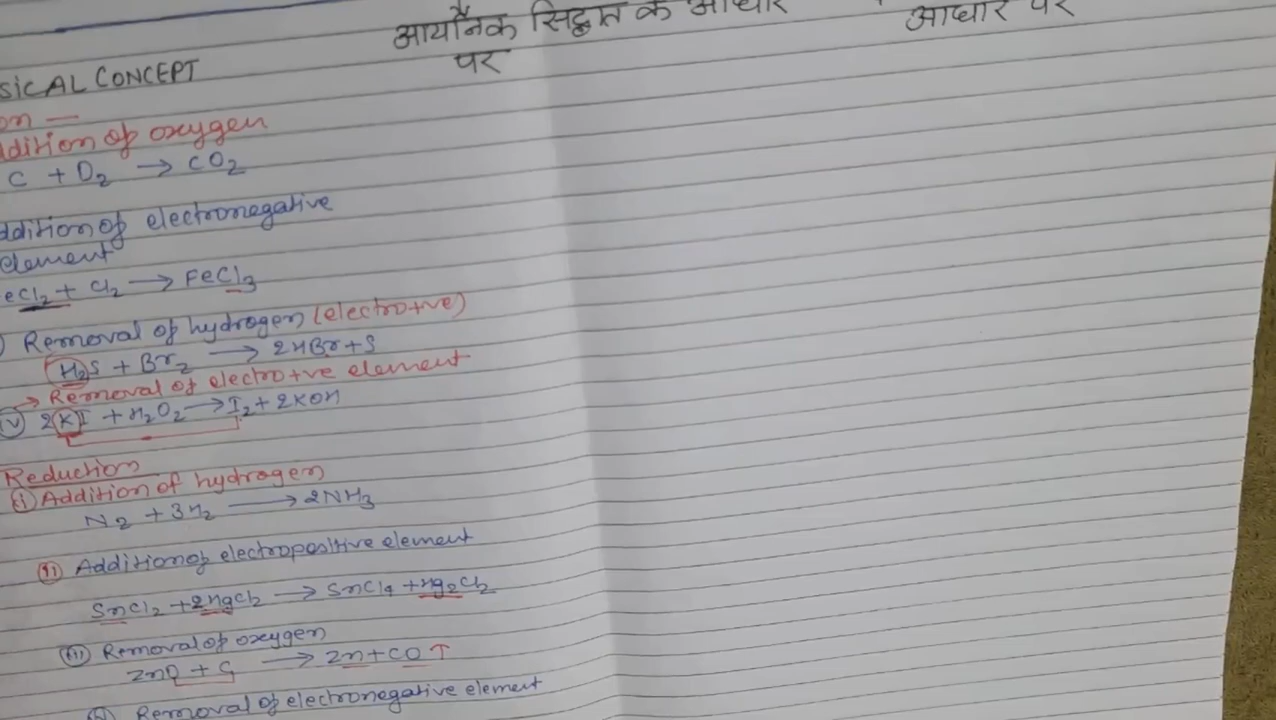 आयनिक सिद्धांत के आधार
पर
आधार पर
SICAL CONCEPT
on —
ddition of oxygen
C + O2 → CO2
ddition of electronegative
element
eCl2 + Cl2 → FeCl3
) Removal of hydrogen (electro+ve)
H2S + Br2 → 2HBr + S
→ Removal of electro+ve element
(V) 2KI + H2O2 → I2 + 2KOH
Reduction
(i) Addition of hydrogen
N2 + 3H2 → 2NH3
(ii) Addition of electropositive element
SnCl2 + 2HgCl2 → SnCl4 + Hg2Cl2
(iii) Removal of oxygen
ZnO + C → Zn + CO ↑
Removal of electronegative element